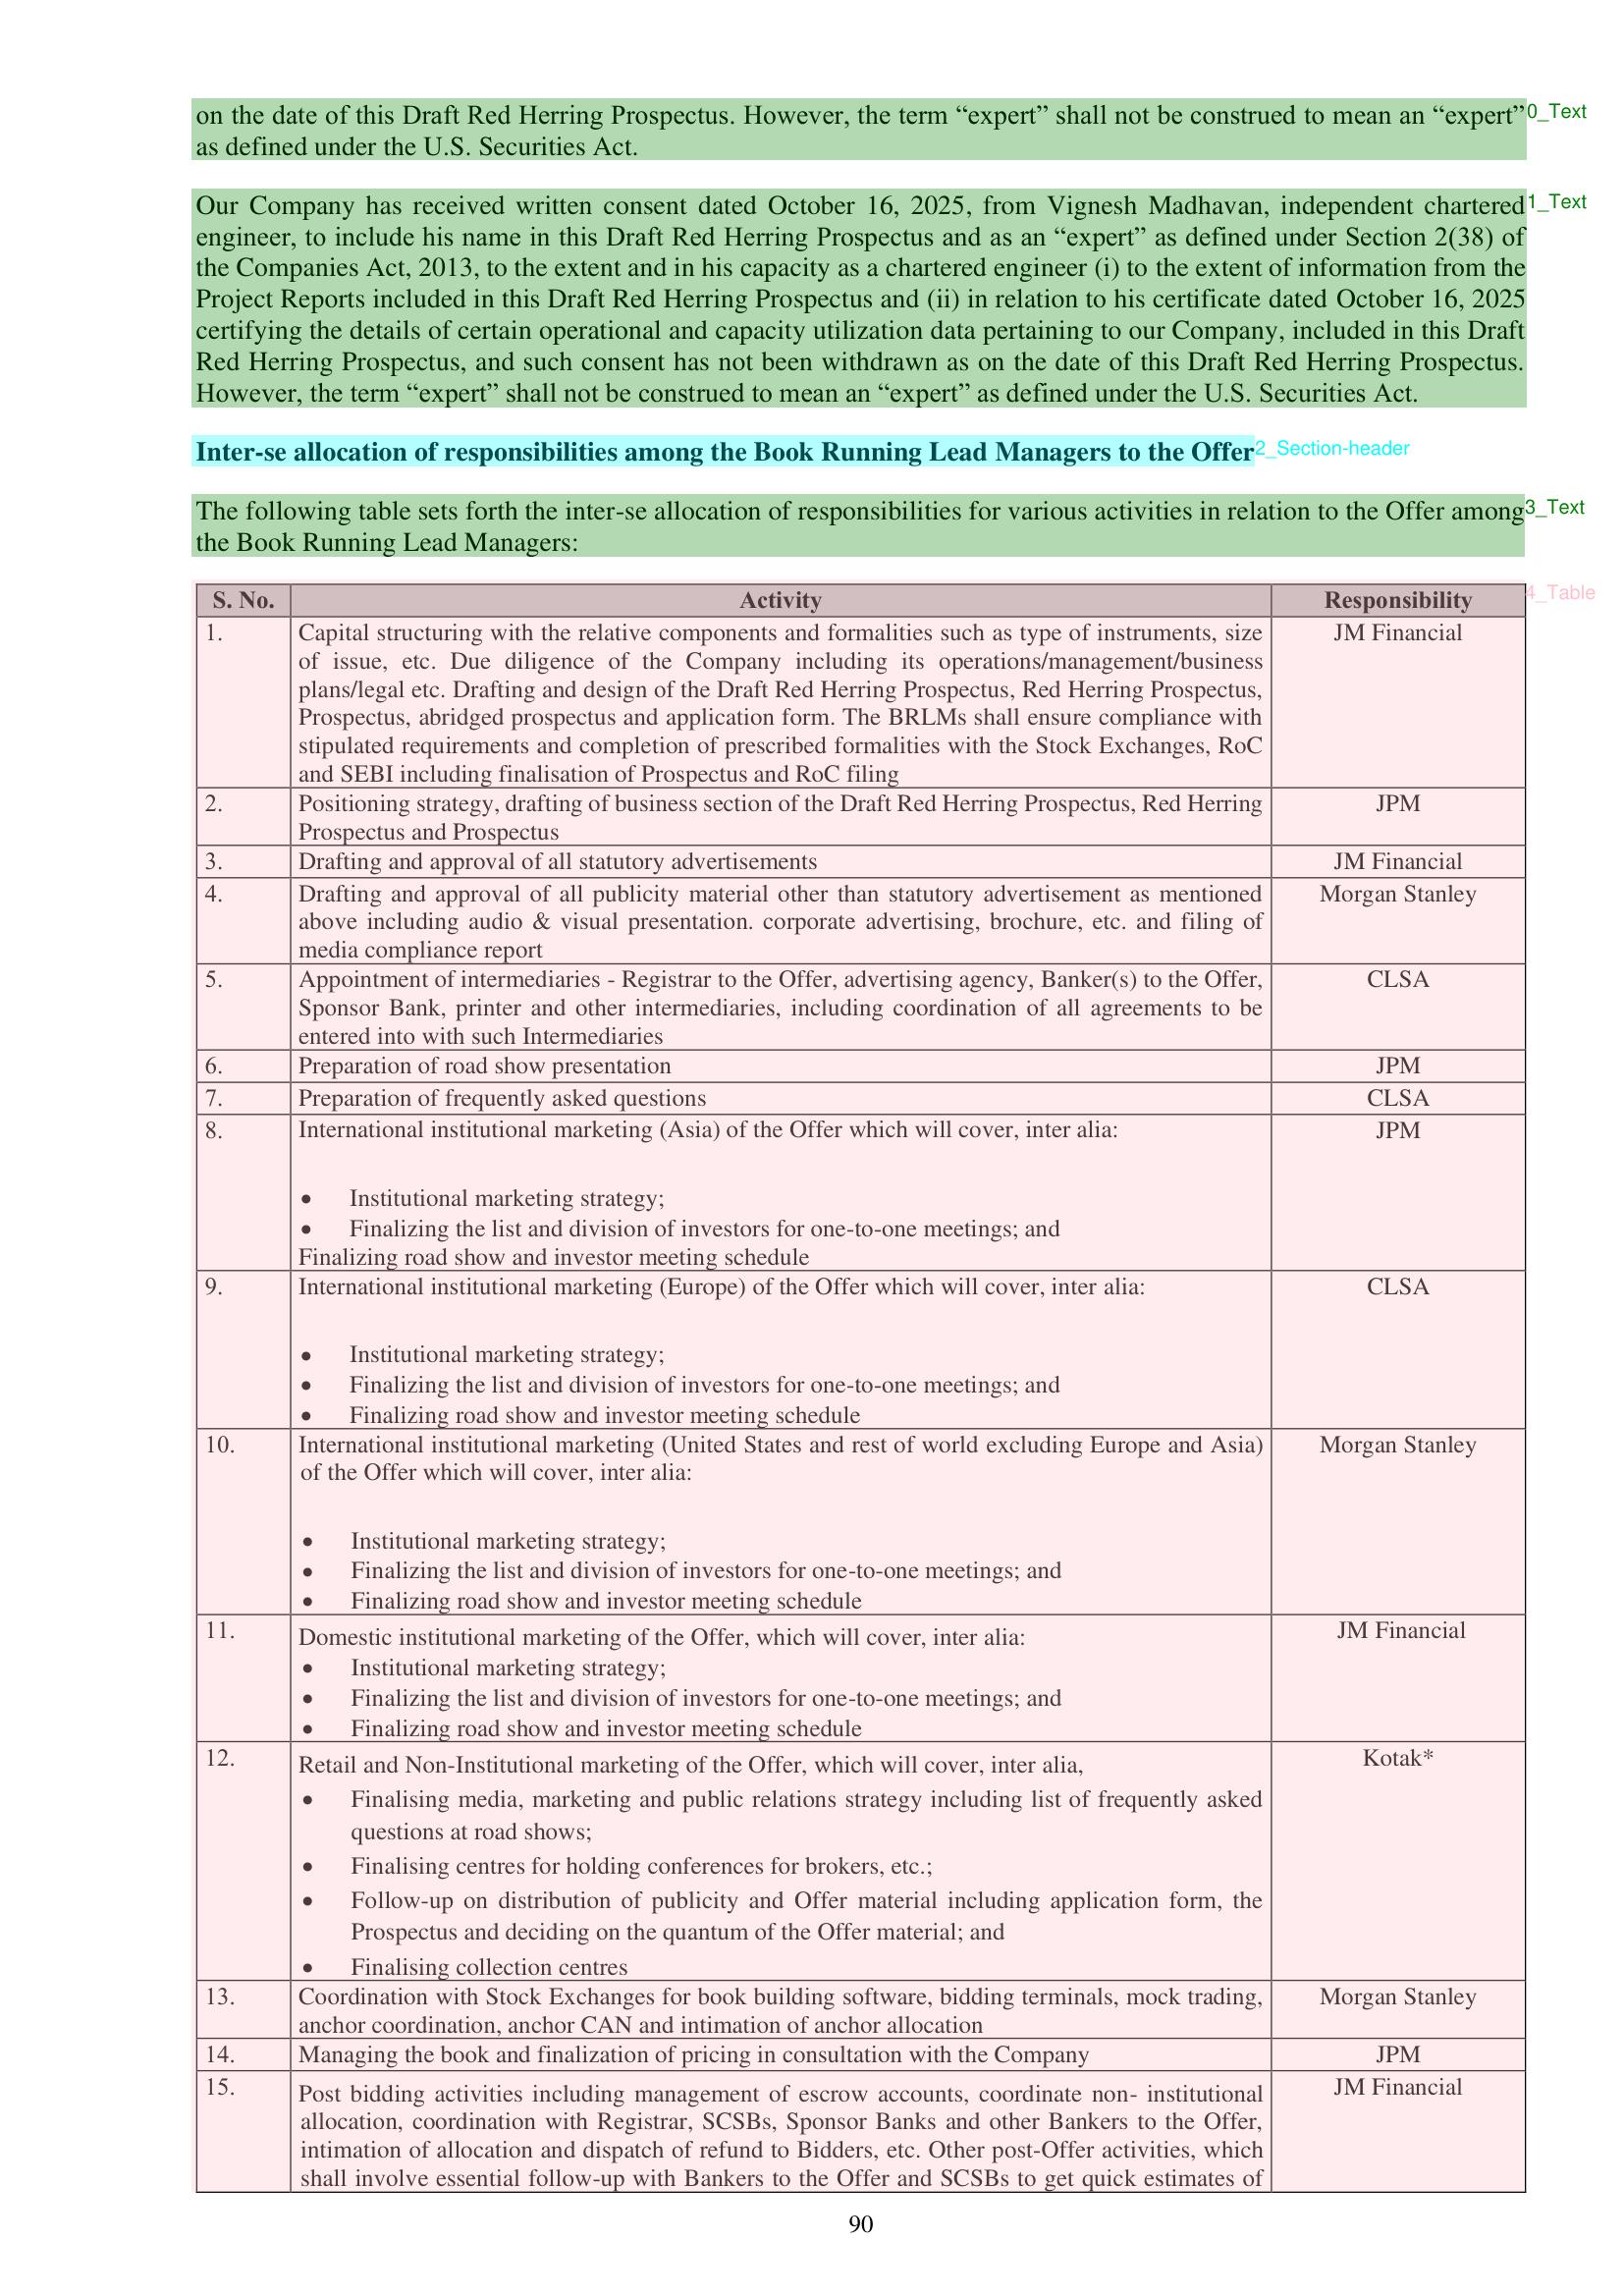 on the date of this Draft Red Herring Prospectus. However, the term “expert” shall not be construed to mean an “expert”
0_Text
as defined under the U.S. Securities Act.
Our Company has received written consent dated October 16, 2025, from Vignesh Madhavan, independent chartered
1_Text
engineer, to include his name in this Draft Red Herring Prospectus and as an “expert” as defined under Section 2(38) of
the Companies Act, 2013, to the extent and in his capacity as a chartered engineer (i) to the extent of information from the
Project Reports included in this Draft Red Herring Prospectus and (ii) in relation to his certificate dated October 16, 2025
certifying the details of certain operational and capacity utilization data pertaining to our Company, included in this Draft
Red Herring Prospectus, and such consent has not been withdrawn as on the date of this Draft Red Herring Prospectus.
However, the term “expert” shall not be construed to mean an “expert” as defined under the U.S. Securities Act.
Inter-se allocation of responsibilities among the Book Running Lead Managers to the Offer
2_Section-header
The following table sets forth the inter-se allocation of responsibilities for various activities in relation to the Offer among
3_Text
the Book Running Lead Managers:
4_Table
S. No. Activity Responsibility
1. Capital structuring with the relative components and formalities such as type of instruments, size JM Financial
of issue, etc. Due diligence of the Company including its operations/management/business
plans/legal etc. Drafting and design of the Draft Red Herring Prospectus, Red Herring Prospectus,
Prospectus, abridged prospectus and application form. The BRLMs shall ensure compliance with
stipulated requirements and completion of prescribed formalities with the Stock Exchanges, RoC
and SEBI including finalisation of Prospectus and RoC filing
2. Positioning strategy, drafting of business section of the Draft Red Herring Prospectus, Red Herring JPM
Prospectus and Prospectus
3. Drafting and approval of all statutory advertisements JM Financial
4. Drafting and approval of all publicity material other than statutory advertisement as mentioned Morgan Stanley
above including audio & visual presentation. corporate advertising, brochure, etc. and filing of
media compliance report
5. Appointment of intermediaries - Registrar to the Offer, advertising agency, Banker(s) to the Offer, CLSA
Sponsor Bank, printer and other intermediaries, including coordination of all agreements to be
entered into with such Intermediaries
6. Preparation of road show presentation JPM
7. Preparation of frequently asked questions CLSA
8. International institutional marketing (Asia) of the Offer which will cover, inter alia: JPM
• Institutional marketing strategy;
• Finalizing the list and division of investors for one-to-one meetings; and
Finalizing road show and investor meeting schedule
9. International institutional marketing (Europe) of the Offer which will cover, inter alia: CLSA
• Institutional marketing strategy;
• Finalizing the list and division of investors for one-to-one meetings; and
• Finalizing road show and investor meeting schedule
10. International institutional marketing (United States and rest of world excluding Europe and Asia) Morgan Stanley
of the Offer which will cover, inter alia:
• Institutional marketing strategy;
• Finalizing the list and division of investors for one-to-one meetings; and
• Finalizing road show and investor meeting schedule
11. Domestic institutional marketing of the Offer, which will cover, inter alia: JM Financial
• Institutional marketing strategy;
• Finalizing the list and division of investors for one-to-one meetings; and
• Finalizing road show and investor meeting schedule
12. Retail and Non-Institutional marketing of the Offer, which will cover, inter alia, Kotak*
• Finalising media, marketing and public relations strategy including list of frequently asked
questions at road shows;
• Finalising centres for holding conferences for brokers, etc.;
• Follow-up on distribution of publicity and Offer material including application form, the
Prospectus and deciding on the quantum of the Offer material; and
• Finalising collection centres
13. Coordination with Stock Exchanges for book building software, bidding terminals, mock trading, Morgan Stanley
anchor coordination, anchor CAN and intimation of anchor allocation
14. Managing the book and finalization of pricing in consultation with the Company JPM
15. Post bidding activities including management of escrow accounts, coordinate non- institutional JM Financial
allocation, coordination with Registrar, SCSBs, Sponsor Banks and other Bankers to the Offer,
intimation of allocation and dispatch of refund to Bidders, etc. Other post-Offer activities, which
shall involve essential follow-up with Bankers to the Offer and SCSBs to get quick estimates of
90